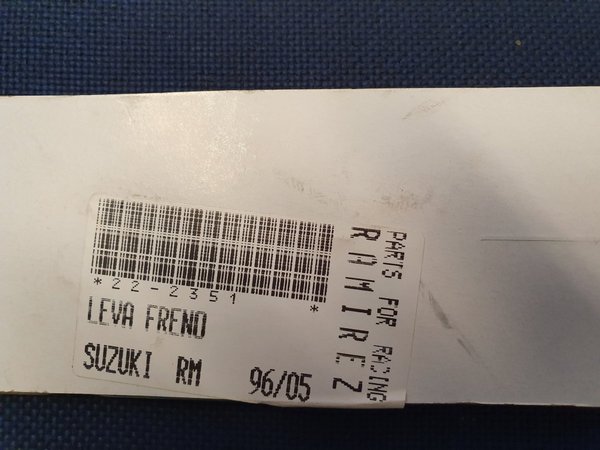 *22-2351*
LEVA FRENO
SUZUKI RM 96/05
PARTS FOR RACING
RAMIREZ